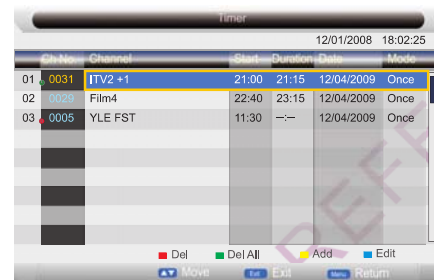 Timer
12/01/2008 18:02:25
Ch No. Channel Start Duration Date Mode
01 0031 ITV2 +1 21:00 21:15 12/04/2009 Once
02 0029 Film4 22:40 23:15 12/04/2009 Once
03 0005 YLE FST 11:30 --:-- 12/04/2009 Once
Del Del All Add Edit
▲▼ Move Exit Exit Menu Return
REFE